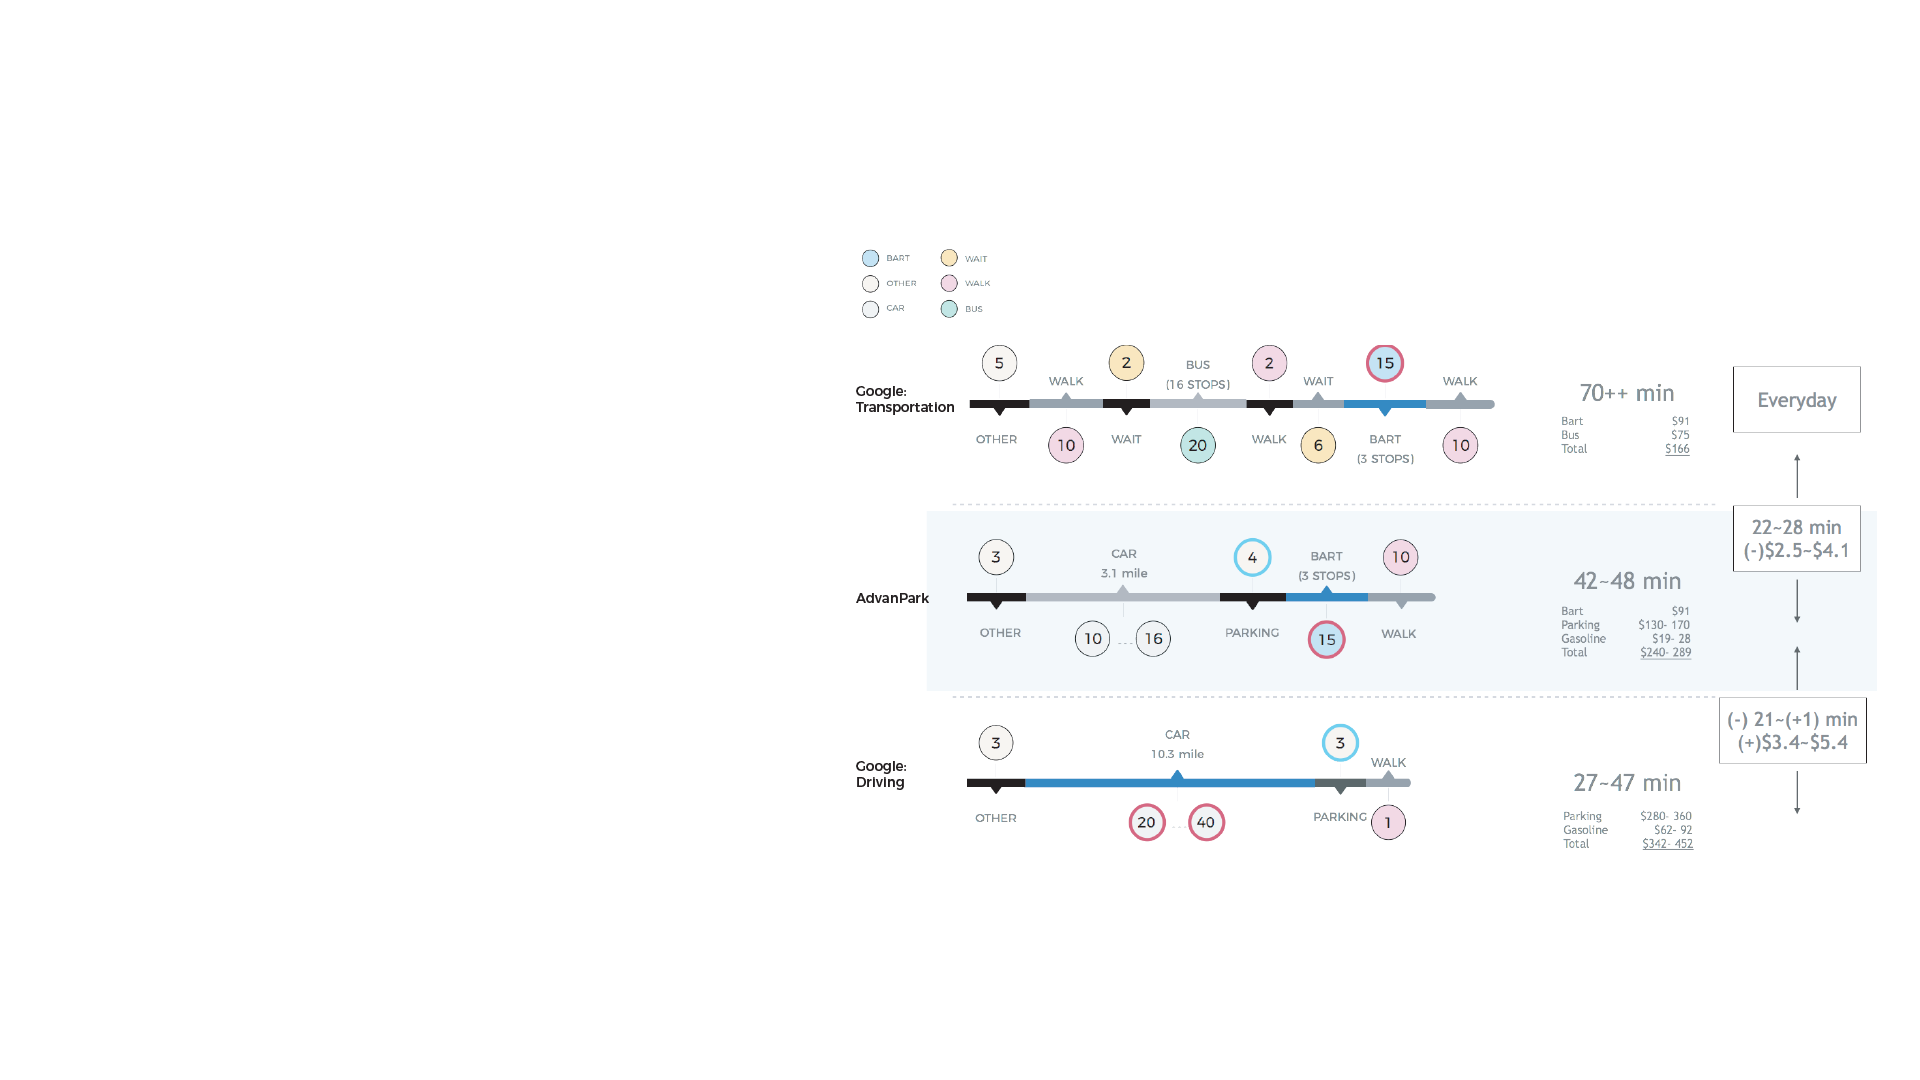 BART
WAIT
OTHER
WALK
CAR
BUS
Google:
Transportation
5
WALK
2
BUS
(16 STOPS)
2
WAIT
15
WALK
OTHER
10
WAIT
20
WALK
6
BART
(3 STOPS)
10
70++ min
Bart $91
Bus $75
Total $166
Everyday
22~28 min
(-)$2.5~$4.1
AdvanPark
3
CAR
3.1 mile
4
BART
(3 STOPS)
10
OTHER
10
16
PARKING
15
WALK
42~48 min
Bart $91
Parking $130- 170
Gasoline $19- 28
Total $240- 289
(-) 21~(+1) min
(+)$3.4~$5.4
Google:
Driving
3
CAR
10.3 mile
3
WALK
OTHER
20
40
PARKING
1
27~47 min
Parking $280- 360
Gasoline $62- 92
Total $342- 452